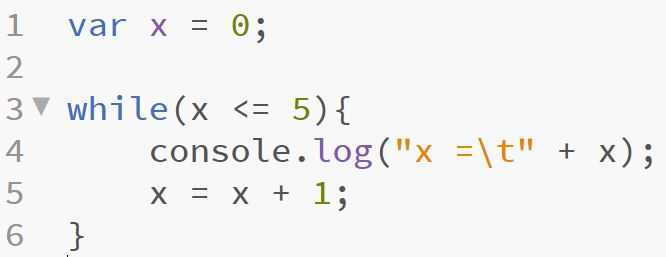 1 var x = 0;
2
3 while(x <= 5){
4     console.log("x =\t" + x);
5     x = x + 1;
6 }